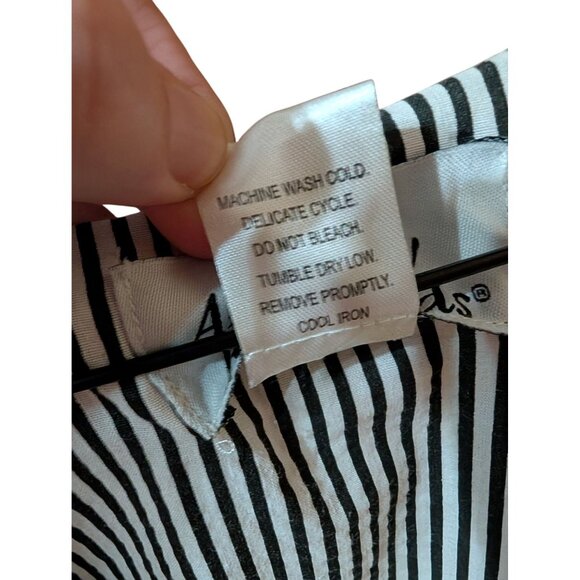 MACHINE WASH COLD.
DELICATE CYCLE.
DO NOT BLEACH.
TUMBLE DRY LOW.
REMOVE PROMPTLY.
COOL IRON